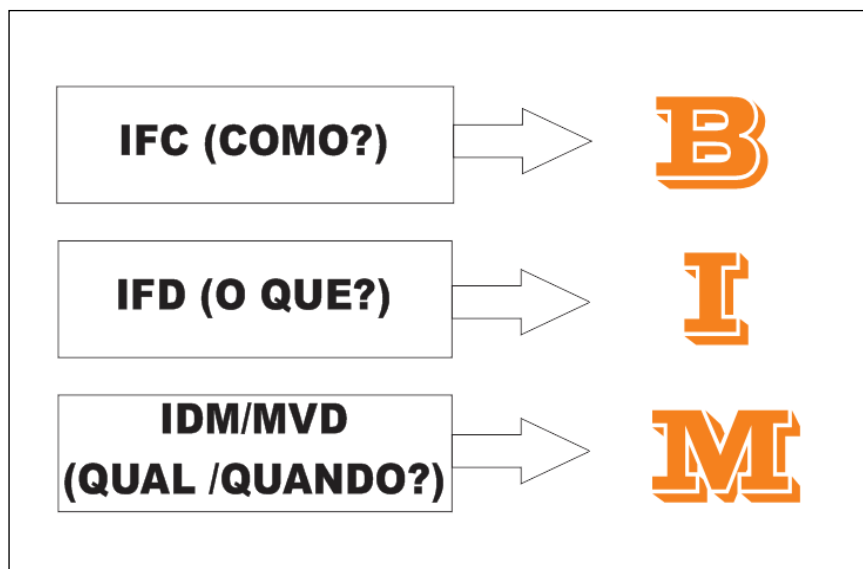 IFC (COMO?)
B
IFD (O QUE?)
I
IDM/MVD
(QUAL /QUANDO?)
M